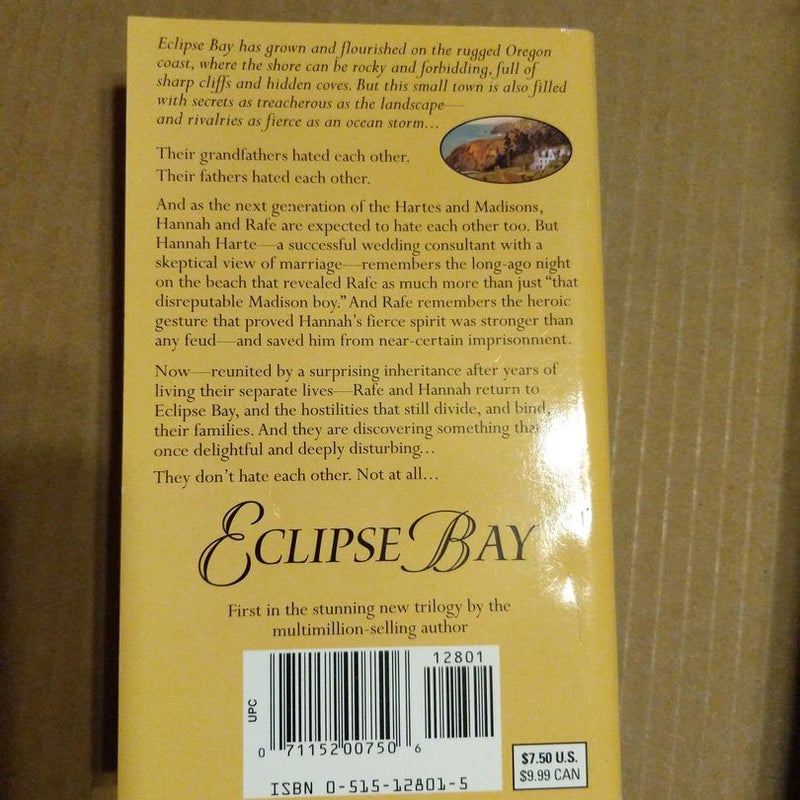 Eclipse Bay has grown and flourished on the rugged Oregon
coast, where the shore can be rocky and forbidding, full of
sharp cliffs and hidden coves. But this small town is also filled
with secrets as treacherous as the landscape—
and rivalries as fierce as an ocean storm...
Their grandfathers hated each other.
Their fathers hated each other.
And as the next generation of the Hartes and Madisons,
Hannah and Rafe are expected to hate each other too. But
Hannah Harte—a successful wedding consultant with a
skeptical view of marriage—remembers the long-ago night
on the beach that revealed Rafe as much more than just "that
disreputable Madison boy." And Rafe remembers the heroic
gesture that proved Hannah's fierce spirit was stronger than
any feud—and saved him from near-certain imprisonment.
Now—reunited by a surprising inheritance after years of
living their separate lives—Rafe and Hannah return to
Eclipse Bay, and the hostilities that still divide, and bind,
their families. And they are discovering something
once delightful and deeply disturbing...
They don't hate each other. Not at all...
ECLIPSE BAY
First in the stunning new trilogy by the
multimillion-selling author
12801
UPC
0 71152 00750 6
ISBN 0-515-12801-5
$7.50 U.S.
$9.99 CAN